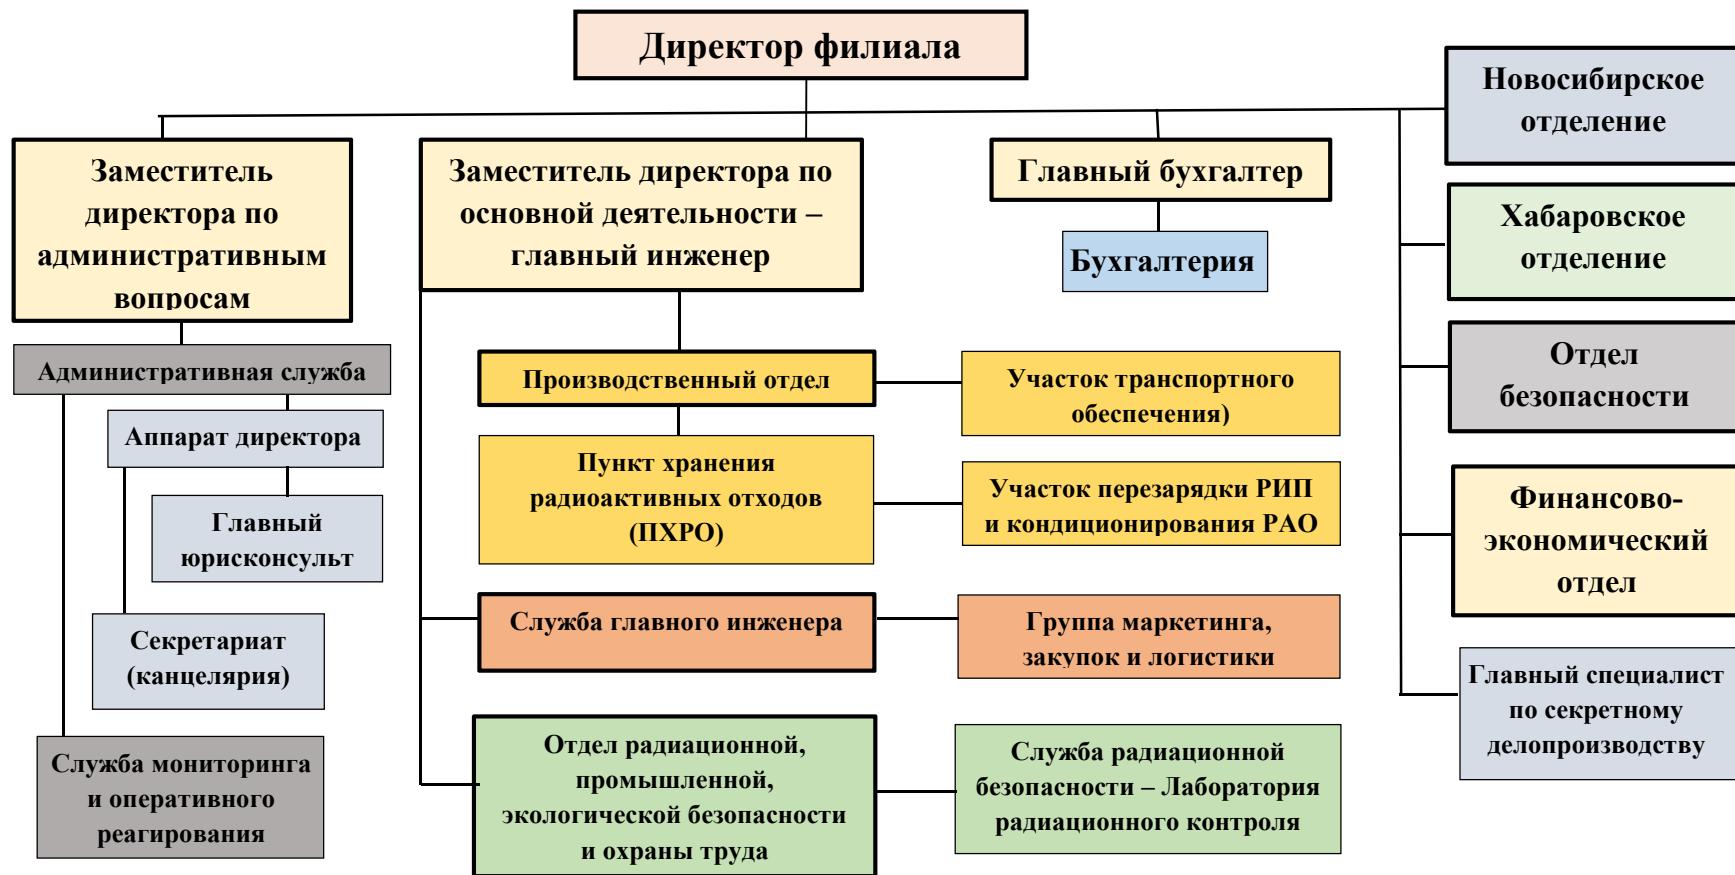 Директор филиала
Новосибирское
отделение
Заместитель
директора по
административным
вопросам
Заместитель директора по
основной деятельности –
главный инженер
Главный бухгалтер
Бухгалтерия
Хабаровское
отделение
Отдел
безопасности
Финансово-
экономический
отдел
Главный специалист
по секретному
делопроизводству
Административная служба
Аппарат директора
Главный
юрисконсульт
Секретариат
(канцелярия)
Служба мониторинга
и оперативного
реагирования
Производственный отдел
Участок транспортного
обеспечения)
Пункт хранения
радиоактивных отходов
(ПХРО)
Участок перезарядки РИП
и кондиционирования РАО
Служба главного инженера
Группа маркетинга,
закупок и логистики
Отдел радиационной,
промышленной,
экологической безопасности
и охраны труда
Служба радиационной
безопасности – Лаборатория
радиационного контроля